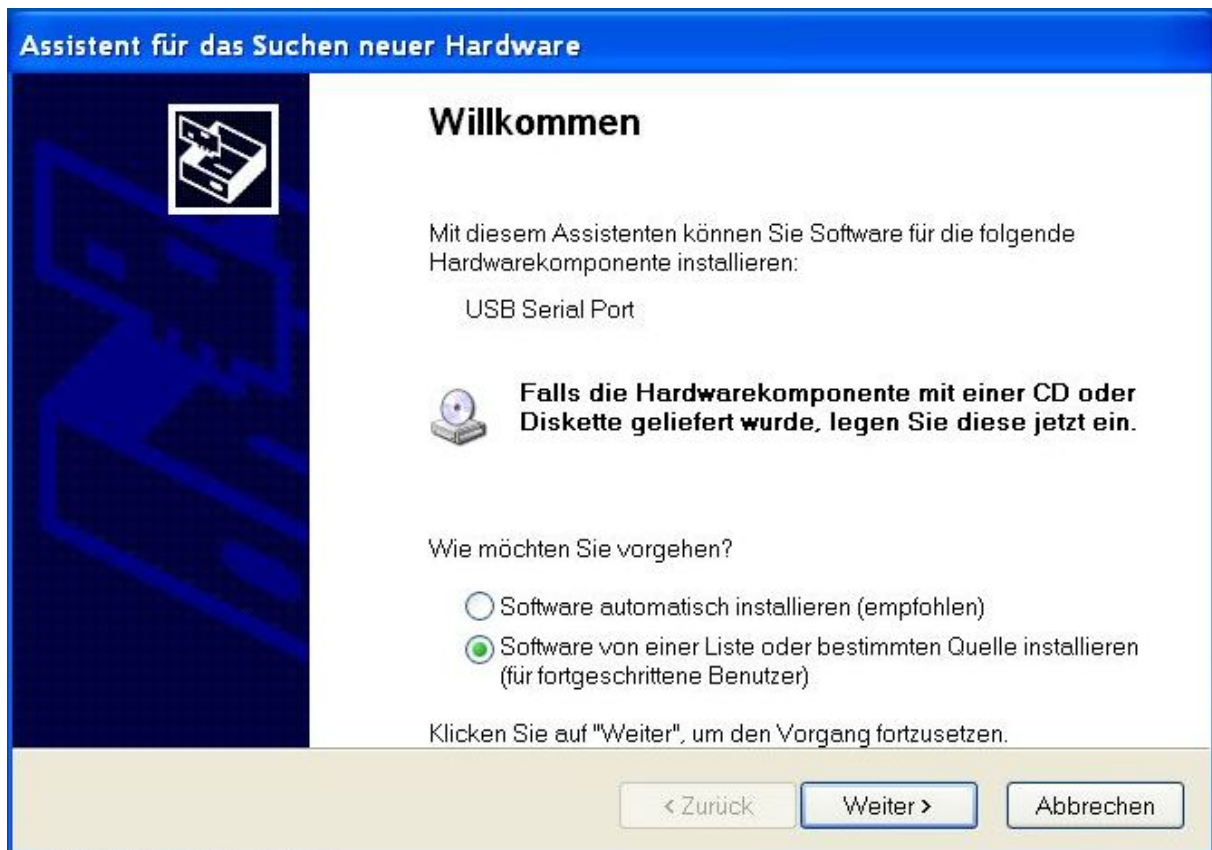 Assistent für das Suchen neuer Hardware
Willkommen
Mit diesem Assistenten können Sie Software für die folgende
Hardwarekomponente installieren:
USB Serial Port
Falls die Hardwarekomponente mit einer CD oder
Diskette geliefert wurde, legen Sie diese jetzt ein.
Wie möchten Sie vorgehen?
Software automatisch installieren (empfohlen)
Software von einer Liste oder bestimmten Quelle installieren
(für fortgeschrittene Benutzer)
Klicken Sie auf "Weiter", um den Vorgang fortzusetzen.
< Zurück Weiter > Abbrechen